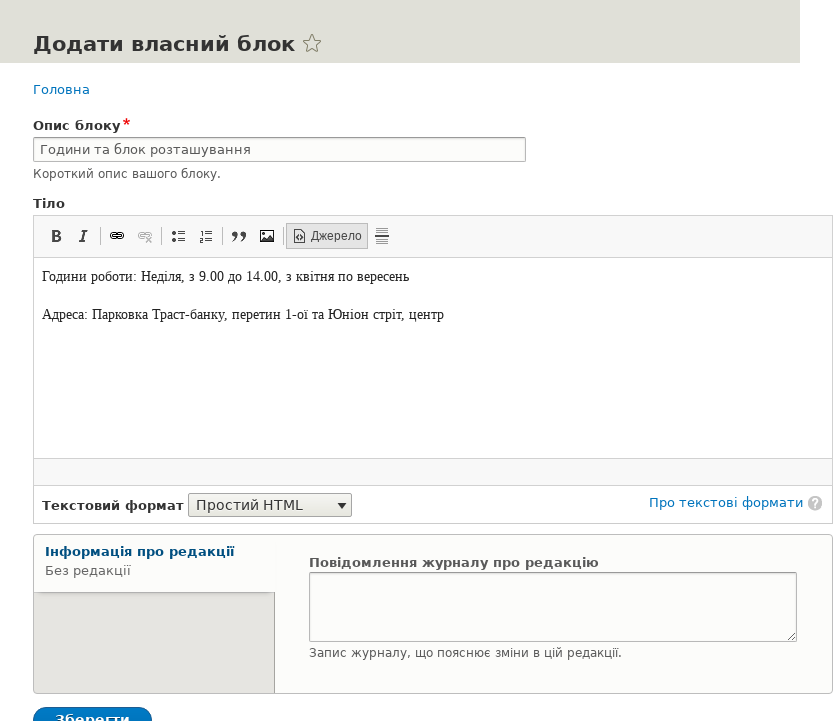 Додати власний блок
Головна
Опис блоку*
Години та блок розташування
Короткий опис вашого блоку.
Тіло
Джерело
Години роботи: Неділя, з 9.00 до 14.00, з квітня по вересень
Адреса: Парковка Траст-банку, перетин 1-ої та Юніон стріт, центр
Текстовий формат Простий HTML Про текстові формати ?
Інформація про редакції
Без редакції
Повідомлення журналу про редакцію
Запис журналу, що пояснює зміни в цій редакції.
Зберегти